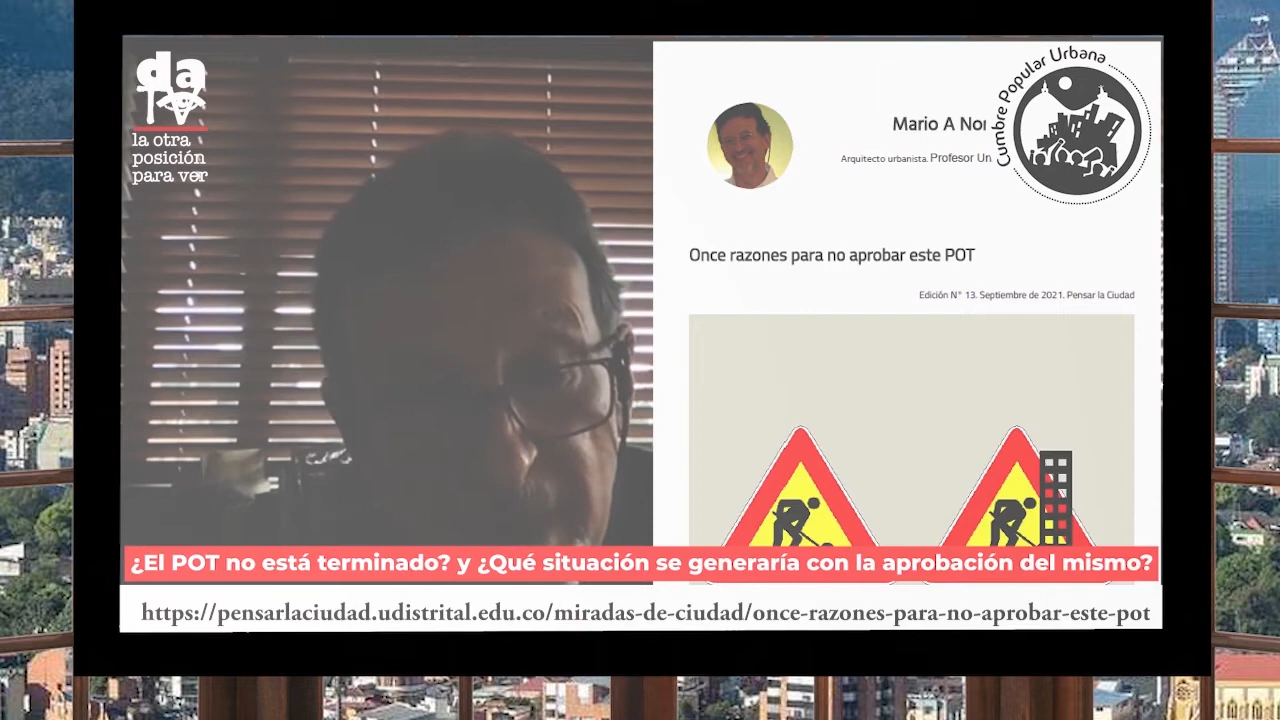 da
tv
la otra
posición
para ver
Cumbre Popular Urbana
Mario A
Arquitecto urbanista. Profesor
Once razones para no aprobar este POT
Edición N° 13. Septiembre de 2021. Pensar la Ciudad
¿El POT no está terminado? y ¿Qué situación se generaría con la aprobación del mismo?
https://pensarlaciudad.udistrital.edu.co/miradas-de-ciudad/once-razones-para-no-aprobar-este-pot